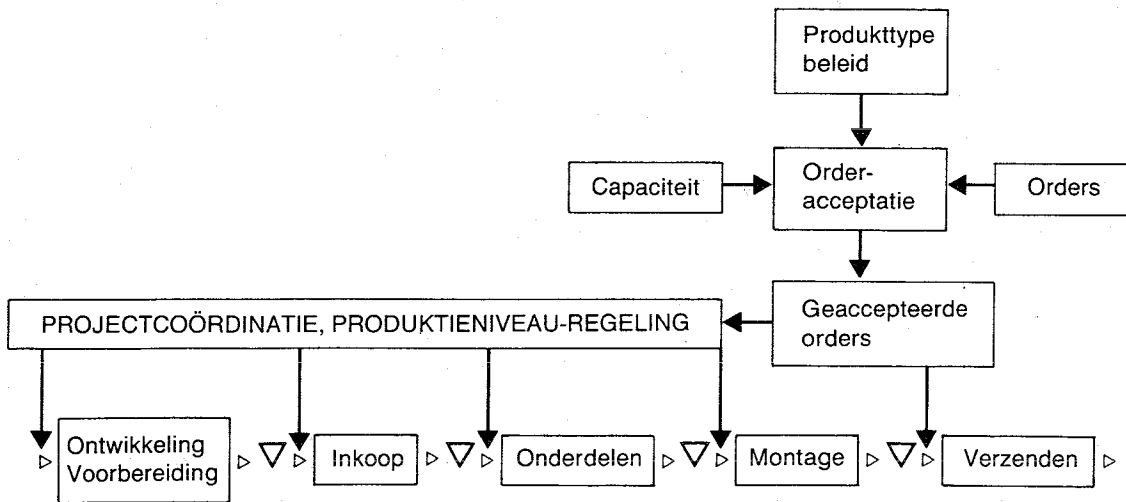 Produkttype
beleid
Capaciteit
Order-
acceptatie
Orders
PROJECTCOÖRDINATIE, PRODUKTIENIVEAU-REGELING
Geaccepteerde
orders
Ontwikkeling
Voorbereiding
Inkoop
Onderdelen
Montage
Verzenden